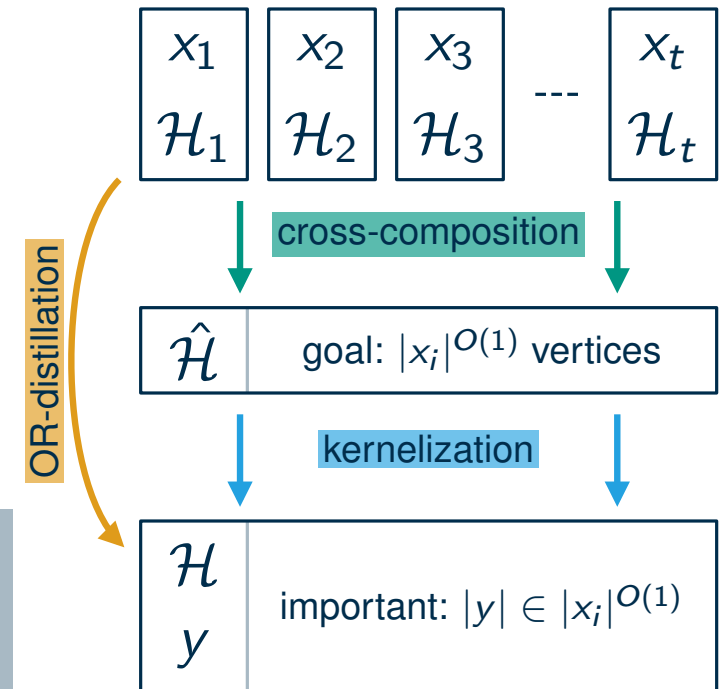 x₁ x₂ x₃ --- xₜ
ℋ₁ ℋ₂ ℋ₃ ℋₜ
cross-composition
OR-distillation
ℋ̂ goal: |xᵢ|^{O(1)} vertices
kernelization
ℋ
important: |y| ∈ |xᵢ|^{O(1)}
y